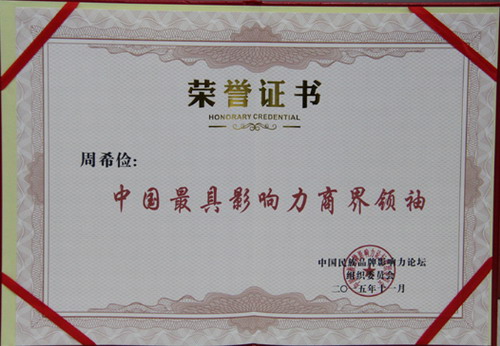 荣誉证书
HONORARY CREDENTIAL
周希俭:
中国最具影响力商界领袖
中国民族品牌影响力论坛
组织委员会
二〇一五年十一月